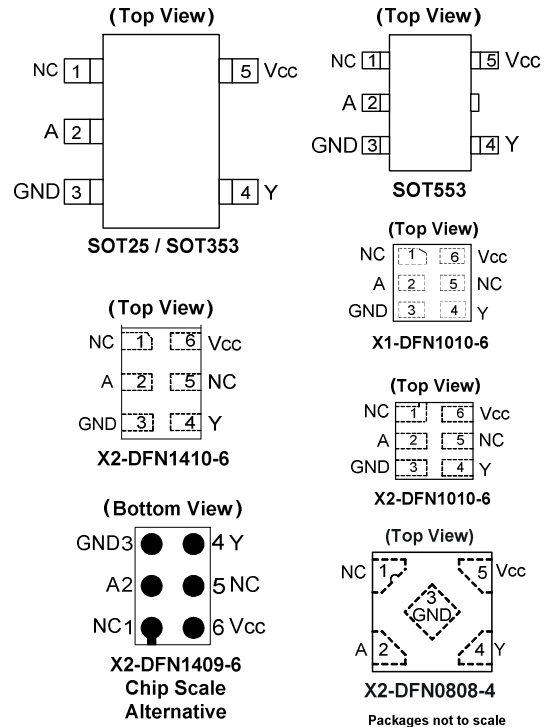 (Top View)
NC 1 5 Vcc
A 2
GND 3 4 Y
SOT25 / SOT353
(Top View)
NC 1 5 Vcc
A 2
GND 3 4 Y
SOT553
(Top View)
NC 1 6 Vcc
A 2 5 NC
GND 3 4 Y
X1-DFN1010-6
(Top View)
NC 1 6 Vcc
A 2 5 NC
GND 3 4 Y
X2-DFN1410-6
(Top View)
NC 1 6 Vcc
A 2 5 NC
GND 3 4 Y
X2-DFN1010-6
(Bottom View)
GND3 4 Y
A2 5 NC
NC1 6 Vcc
X2-DFN1409-6
Chip Scale
Alternative
(Top View)
NC 1 5 Vcc
3
GND
A 2 4 Y
X2-DFN0808-4
Packages not to scale